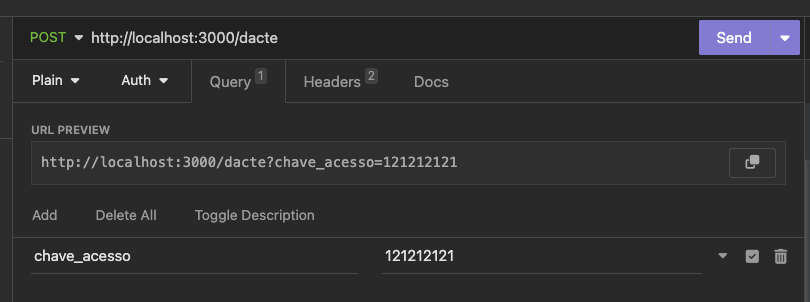 POST http://localhost:3000/dacte Send
Plain Auth Query 1 Headers 2 Docs
URL PREVIEW
http://localhost:3000/dacte?chave_acesso=121212121
Add Delete All Toggle Description
chave_acesso 121212121